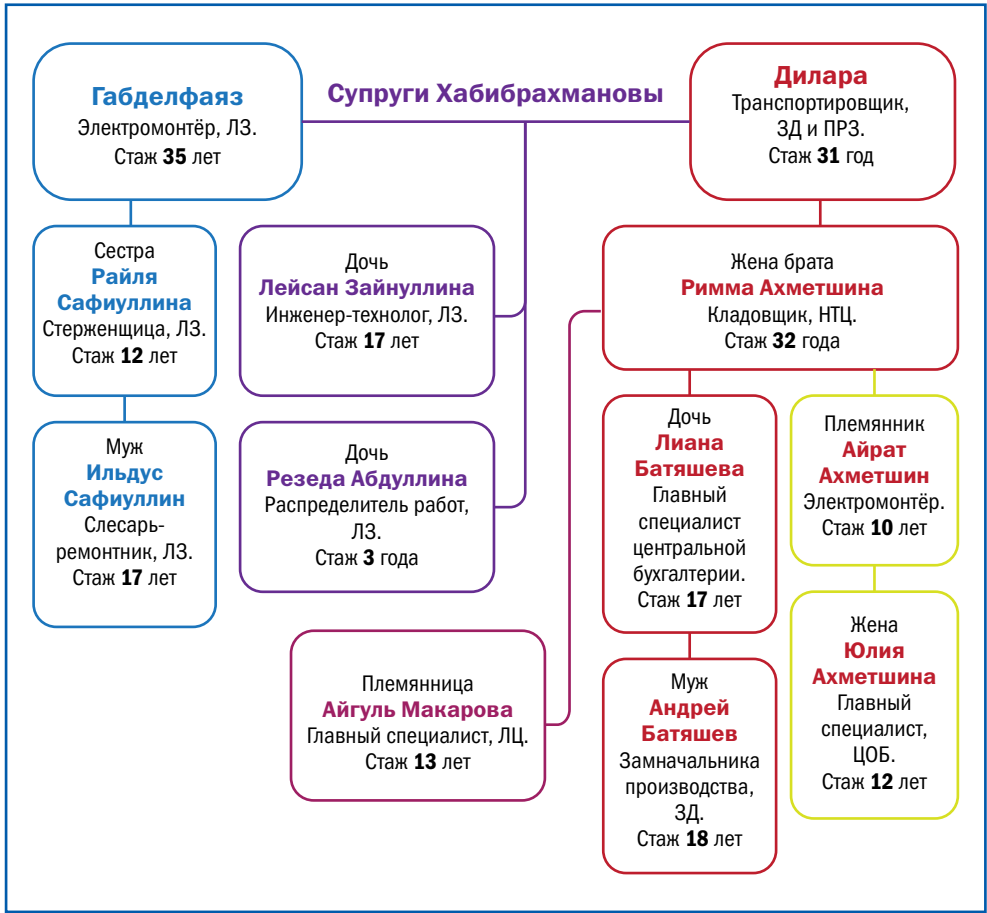 Супруги Хабибрахмановы
Габделфаяз
Электромонтёр, ЛЗ.
Стаж 35 лет
Дилара
Транспортировщик,
ЗД и ПРЗ.
Стаж 31 год
Сестра
Райля
Сафиуллина
Стерженщица, ЛЗ.
Стаж 12 лет
Дочь
Лейсан Зайнуллина
Инженер-технолог, ЛЗ.
Стаж 17 лет
Жена брата
Римма Ахметшина
Кладовщик, НТЦ.
Стаж 32 года
Муж
Ильдус
Сафиуллин
Слесарь-
ремонтник, ЛЗ.
Стаж 17 лет
Дочь
Резеда Абдуллина
Распределитель работ,
ЛЗ.
Стаж 3 года
Дочь
Лиана
Батяшева
Главный
специалист
центральной
бухгалтерии.
Стаж 17 лет
Племянник
Айрат
Ахметшин
Электромонтёр.
Стаж 10 лет
Племянница
Айгуль Макарова
Главный специалист, ЛЦ.
Стаж 13 лет
Муж
Андрей
Батяшев
Замначальника
производства,
ЗД.
Стаж 18 лет
Жена
Юлия
Ахметшина
Главный
специалист,
ЦОБ.
Стаж 12 лет